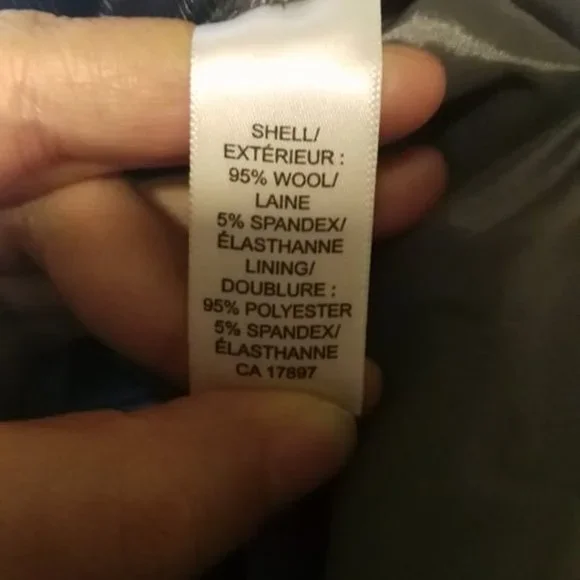 SHELL/
EXTÉRIEUR :
95% WOOL/
LAINE
5% SPANDEX/
ÉLASTHANNE
LINING/
DOUBLURE :
95% POLYESTER
5% SPANDEX/
ÉLASTHANNE
CA 17897